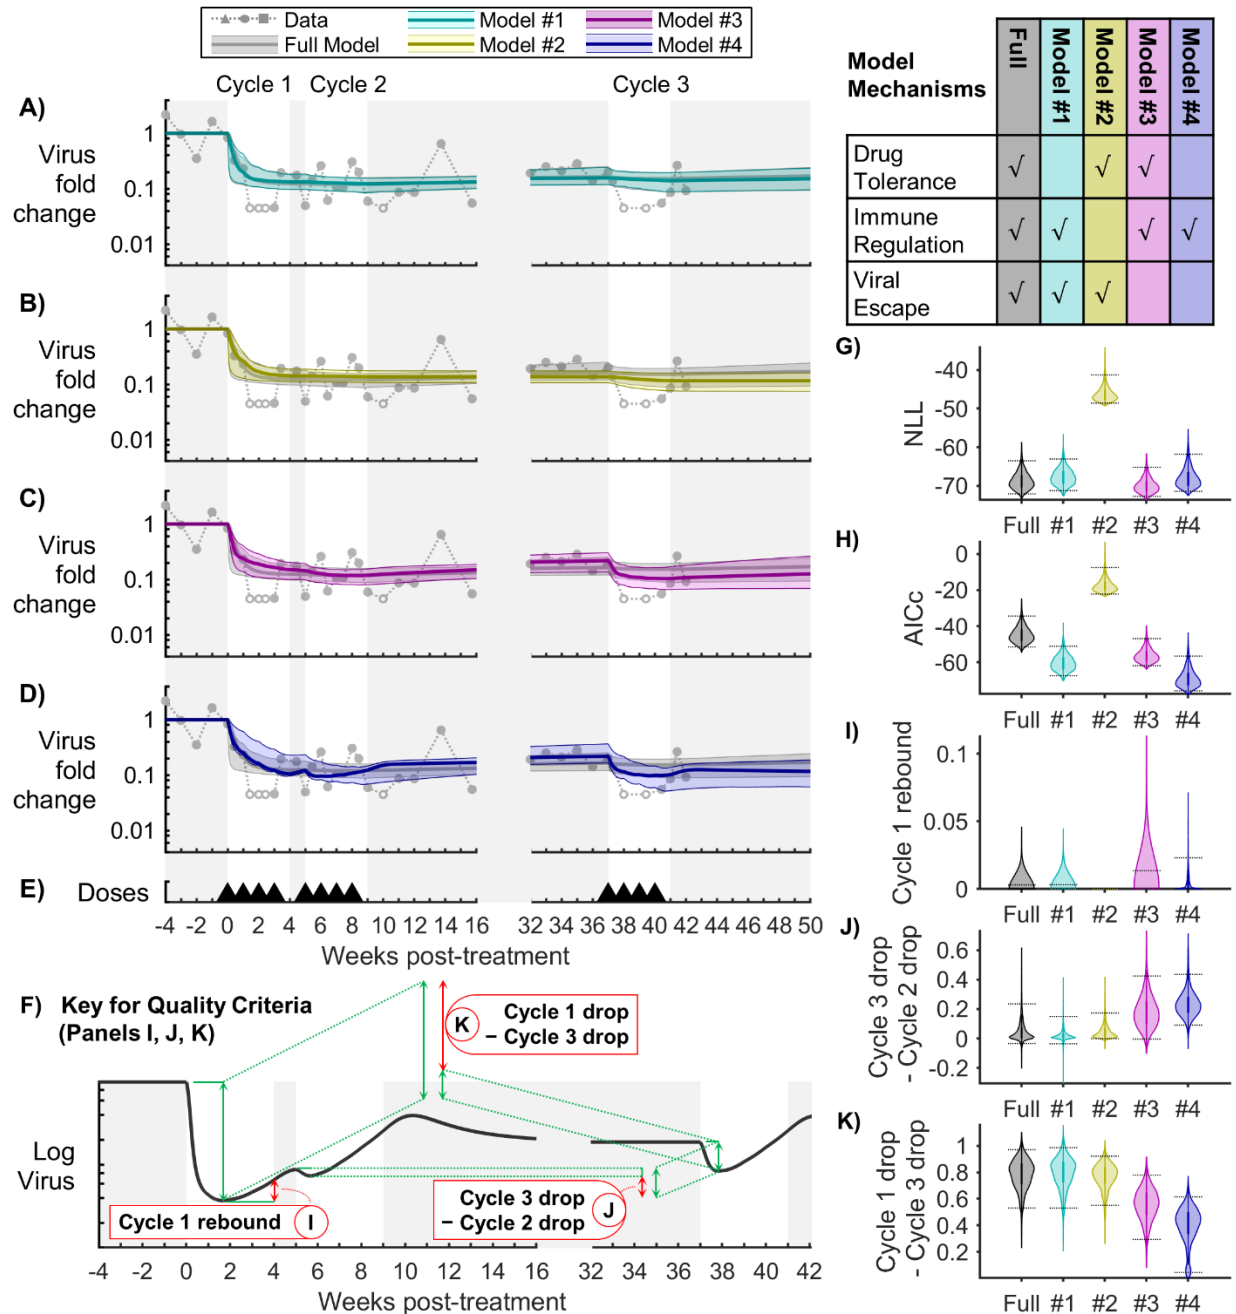 Data
Full Model
Model #1
Model #2
Model #3
Model #4
Model
Mechanisms
Full
Model #1
Model #2
Model #3
Model #4
Drug
Tolerance
√ √ √
Immune
Regulation
√ √ √ √
Viral
Escape
√ √ √
Cycle 1 Cycle 2 Cycle 3
A)
Virus
fold
change
1
0.1
0.01
B)
Virus
fold
change
1
0.1
0.01
C)
Virus
fold
change
1
0.1
0.01
D)
Virus
fold
change
1
0.1
0.01
E) Doses
-4 -2 0 2 4 6 8 10 12 14 16 32 34 36 38 40 42 44 46 48 50
Weeks post-treatment
F) Key for Quality Criteria
(Panels I, J, K)
K Cycle 1 drop
– Cycle 3 drop
Log
Virus
Cycle 1 rebound I
Cycle 3 drop
– Cycle 2 drop J
-4 -2 0 2 4 6 8 10 12 14 16 32 34 36 38 40 42
Weeks post-treatment
G)
NLL
-40
-50
-60
-70
Full #1 #2 #3 #4
H)
AICc
0
-20
-40
-60
Full #1 #2 #3 #4
I)
Cycle 1 rebound
0.1
0.05
0
Full #1 #2 #3 #4
J)
Cycle 3 drop
- Cycle 2 drop
0.6
0.4
0.2
0
-0.2
Full #1 #2 #3 #4
K)
Cycle 1 drop
- Cycle 3 drop
1
0.8
0.6
0.4
0.2
Full #1 #2 #3 #4